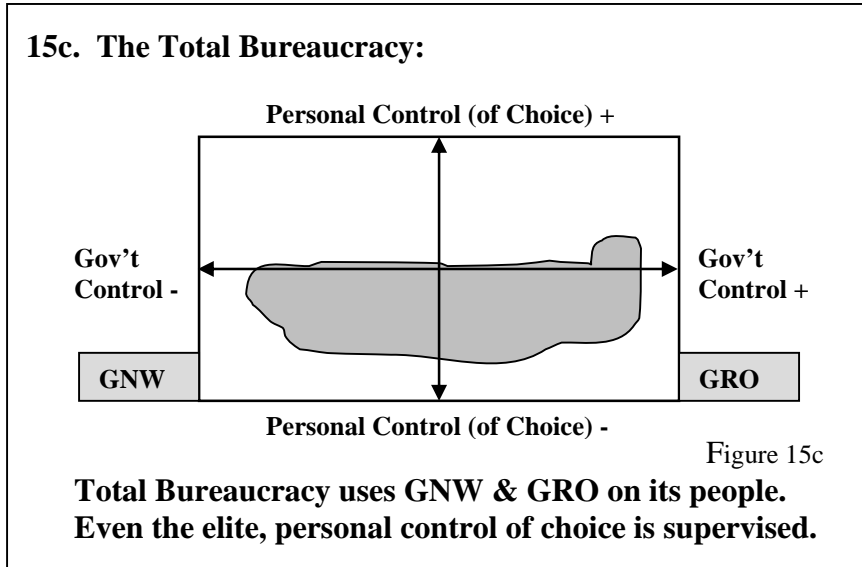 15c. The Total Bureaucracy:
Personal Control (of Choice) +
Gov't
Control -
Gov't
Control +
GNW
GRO
Personal Control (of Choice) -
Figure 15c
Total Bureaucracy uses GNW & GRO on its people.
Even the elite, personal control of choice is supervised.